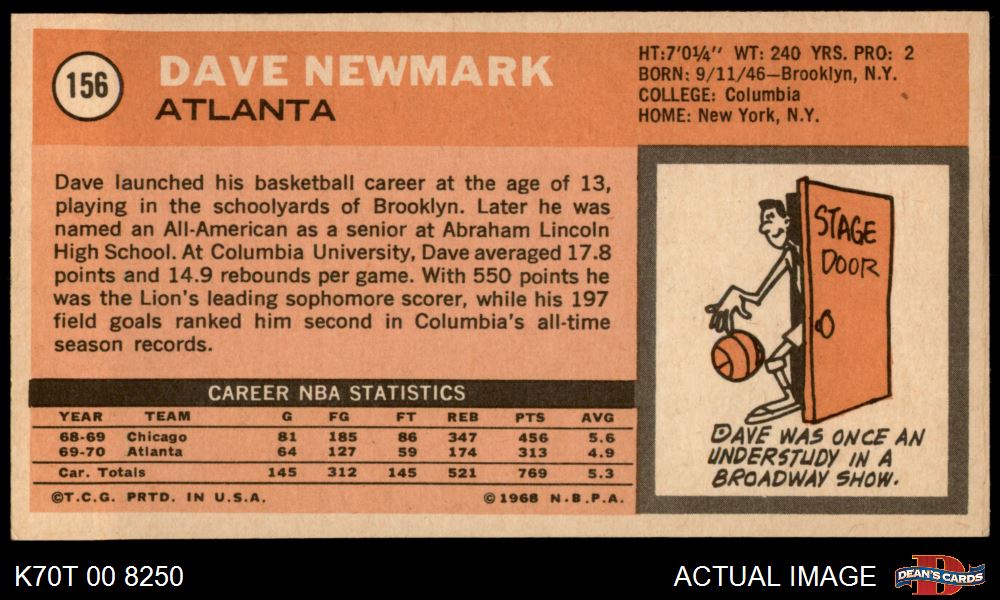 156
DAVE NEWMARK
ATLANTA
HT:7'0¼" WT: 240 YRS. PRO: 2
BORN: 9/11/46—Brooklyn, N.Y.
COLLEGE: Columbia
HOME: New York, N.Y.
Dave launched his basketball career at the age of 13,
playing in the schoolyards of Brooklyn. Later he was
named an All-American as a senior at Abraham Lincoln
High School. At Columbia University, Dave averaged 17.8
points and 14.9 rebounds per game. With 550 points he
was the Lion's leading sophomore scorer, while his 197
field goals ranked him second in Columbia's all-time
season records.
STAGE
DOOR
DAVE WAS ONCE AN
UNDERSTUDY IN A
BROADWAY SHOW.
CAREER NBA STATISTICS
YEAR TEAM G FG FT REB PTS AVG
68-69 Chicago 81 185 86 347 456 5.6
69-70 Atlanta 64 127 59 174 313 4.9
Car. Totals 145 312 145 521 769 5.3
©T.C.G. PRTD. IN U.S.A. ©1968 N.B.P.A.
K70T 00 8250
ACTUAL IMAGE
D
DEAN'S CARDS